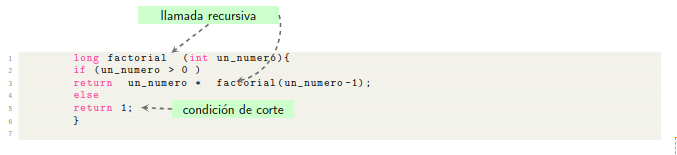 llamada recursiva
1 long factorial (int un_numero){
2 if (un_numero > 0 )
3 return un_numero * factorial(un_numero-1);
4 else
5 return 1;
condición de corte
6 }
7